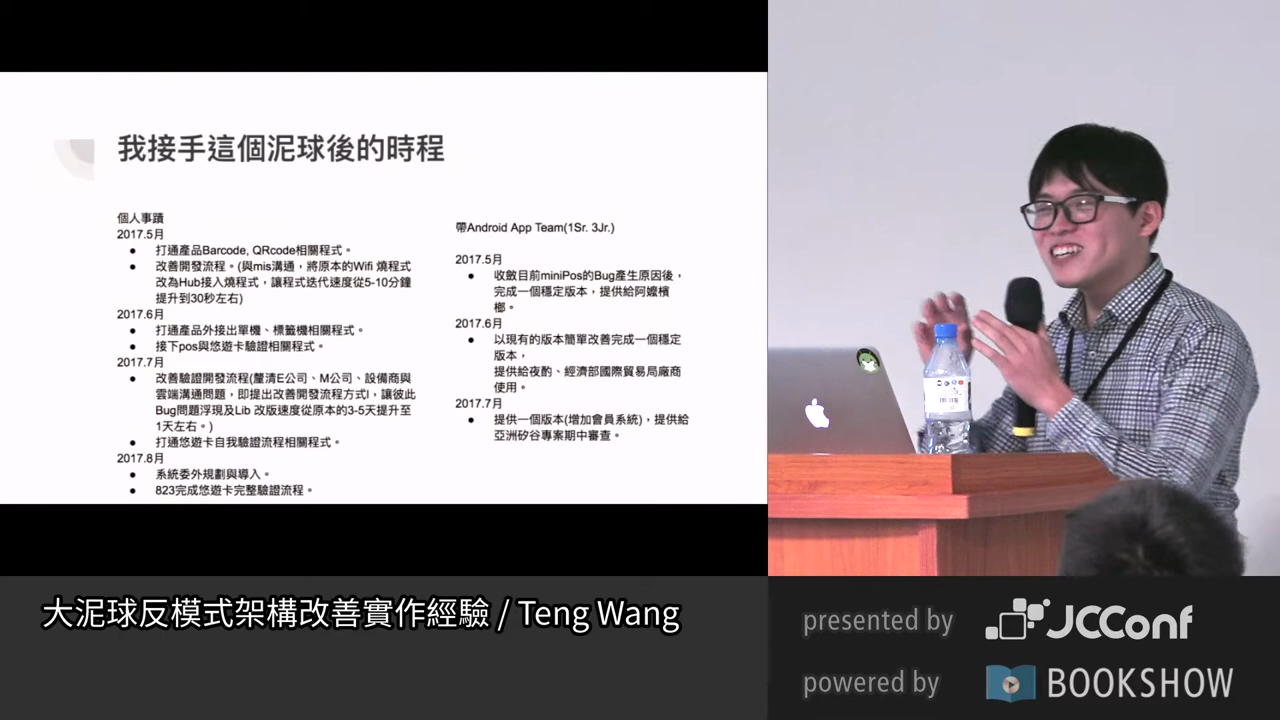 我接手這個泥球後的時程
個人事蹟
2017.5月
● 打通產品Barcode, QRcode相關程式。
● 改善開發流程。(與mis溝通，將原本的Wifi 燒程式
改為Hub接入燒程式，讓程式迭代速度從5-10分鐘
提升到30秒左右)
2017.6月
● 打通產品外接出單機、標籤機相關程式。
● 接下pos與悠遊卡驗證相關程式。
2017.7月
● 改善驗證開發流程(釐清E公司、M公司、設備商與
雲端溝通問題，即提出改善開發流程方式I，讓彼此
Bug問題浮現及Lib 改版速度從原本的3-5天提升至
1天左右。)
● 打通悠遊卡自我驗證流程相關程式。
2017.8月
● 系統委外規劃與導入。
● 823完成悠遊卡完整驗證流程。
帶Android App Team(1Sr. 3Jr.)
2017.5月
● 收斂目前miniPos的Bug產生原因後，
完成一個穩定版本，提供給阿嬤檳
榔。
2017.6月
● 以現有的版本簡單改善完成一個穩定
版本，
提供給夜酌、經濟部國際貿易局廠商
使用。
2017.7月
● 提供一個版本(增加會員系統)，提供給
亞洲矽谷專案期中審查。
大泥球反模式架構改善實作經驗 / Teng Wang
presented by JCConf
powered by BOOKSHOW